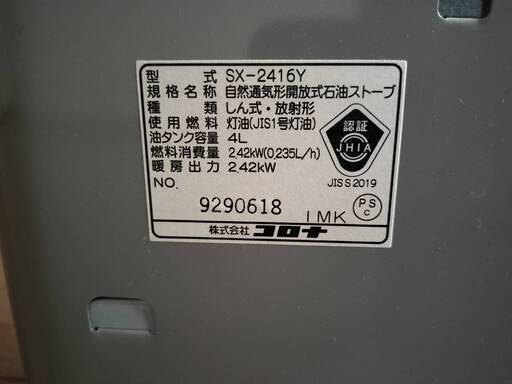 型 式 SX-2416Y
規格名称 自然通気形開放式石油ストーブ
種 類 しん式・放射形
使用燃料 灯油(JIS1号灯油)
油タンク容量 4L
燃料消費量 2,42kW(0,235L/h)
暖房出力 2,42kW
NO.
9290618
1MK
認証
JHIA
JIS S 2019
PS
C
株式会社 コロナ